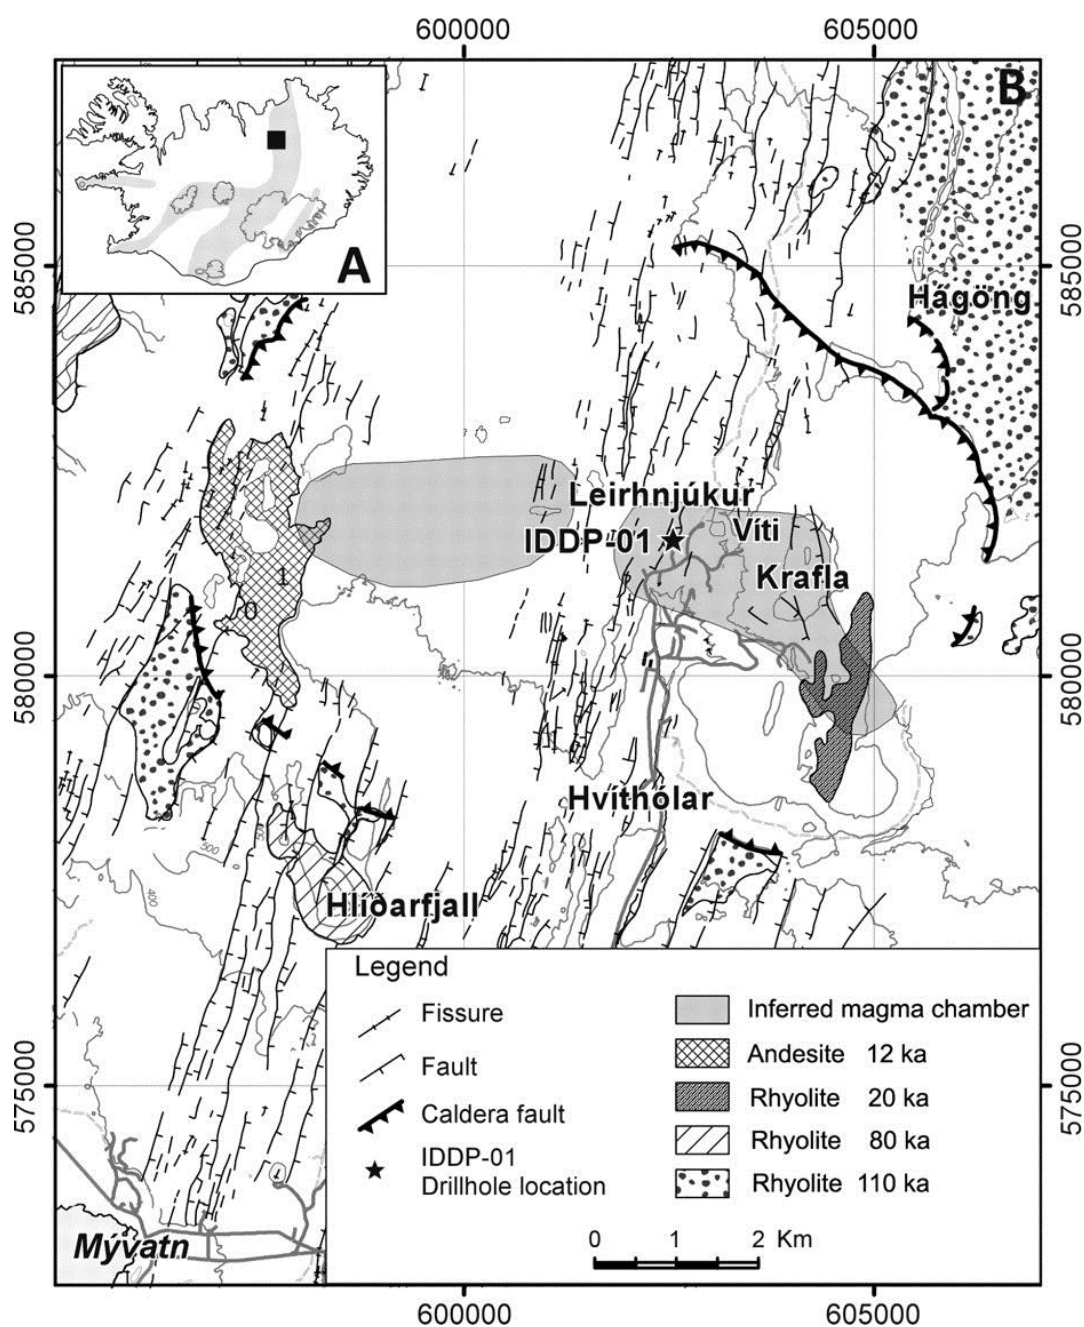 600000
605000
B
A
585000
585000
Hágöng
Leirhnjúkur
IDDP-01
Víti
Krafla
1
0
580000
580000
Hvíthólar
500
400
Hlíðarfjall
Legend
Fissure
Fault
Caldera fault
IDDP-01
Drillhole location
Inferred magma chamber
Andesite 12 ka
Rhyolite 20 ka
Rhyolite 80 ka
Rhyolite 110 ka
575000
575000
Mývatn
0 1 2 Km
600000
605000